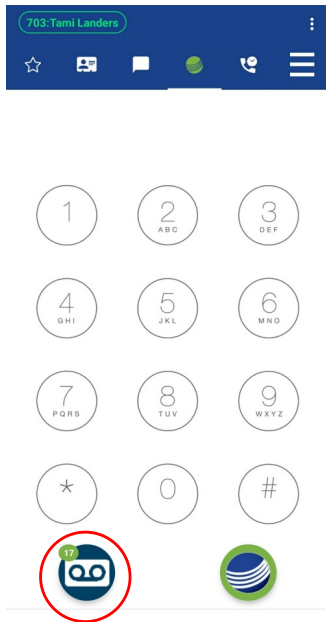 703:Tami Landers
1 2 3
ABC DEF
4 5 6
GHI JKL MNO
7 8 9
PQRS TUV WXYZ
* 0 #
17